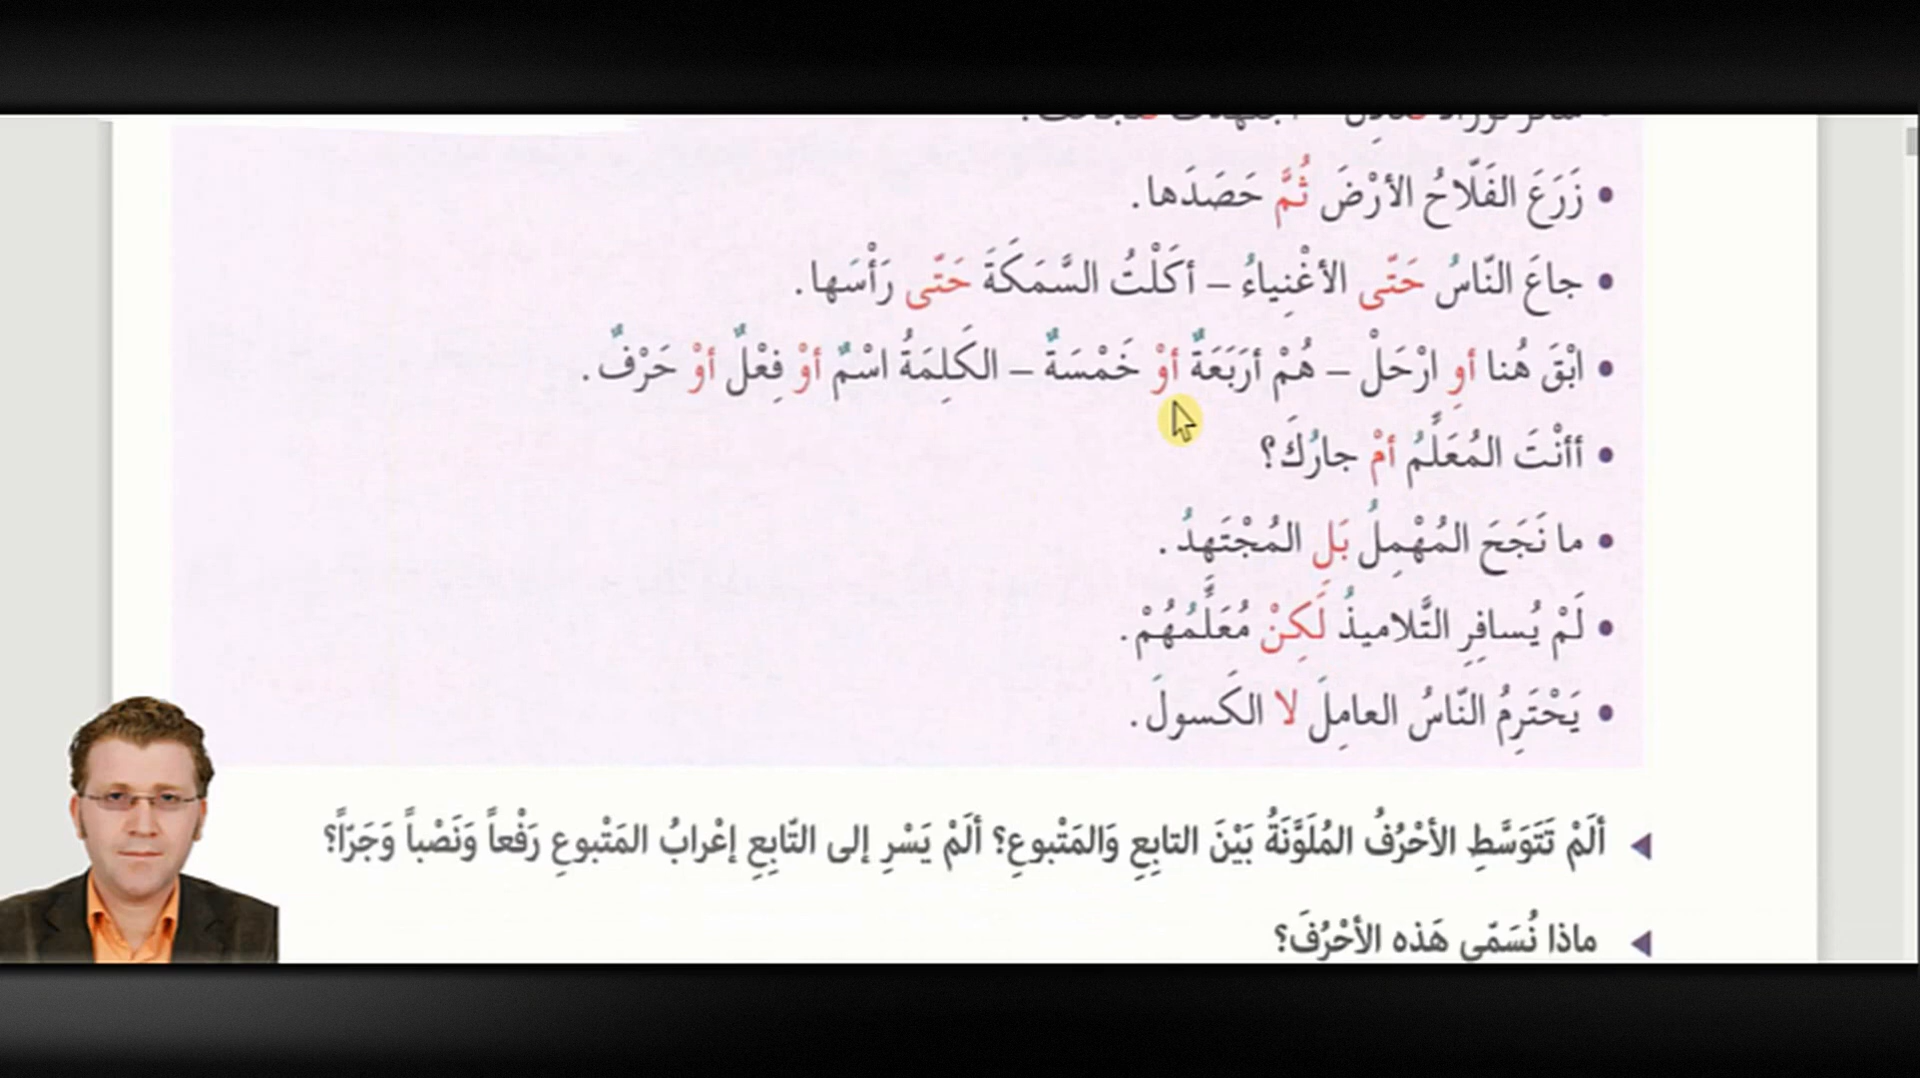 زَرَعَ الفَلّاحُ الأرْضَ ثُمَّ حَصَدَها.
جاعَ النّاسُ حَتّى الأغْنِياءُ – أكَلْتُ السَّمَكَةَ حَتّى رَأْسَها.
ابْقَ هُنا أوِ ارْحَلْ – هُمْ أرَبَعَةٌ أوْ خَمْسَةٌ – الكَلِمَةُ اسْمٌ أوْ فِعْلٌ أوْ حَرْفٌ.
أأنْتَ المُعَلِّمُ أمْ جارُكَ؟
ما نَجَحَ المُهْمِلُ بَلِ المُجْتَهِدُ.
لَمْ يُسافِرِ التَّلاميذُ لَكِنْ مُعَلِّمُهُمْ.
يَحْتَرِمُ النّاسُ العامِلَ لا الكَسولَ.
ألَمْ تَتَوَسَّطِ الأحْرُفُ المُلَوَّنَةُ بَيْنَ التابِعِ وَالمَتْبوعِ؟ ألَمْ يَسْرِ إلى التّابِعِ إعْرابُ المَتْبوعِ رَفْعاً وَنَصْباً وَجَرّاً؟
ماذا نُسَمّي هَذه الأحْرُفَ؟